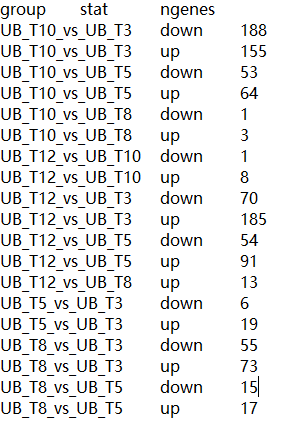 group stat ngenes
UB_T10_vs_UB_T3 down 188
UB_T10_vs_UB_T3 up 155
UB_T10_vs_UB_T5 down 53
UB_T10_vs_UB_T5 up 64
UB_T10_vs_UB_T8 down 1
UB_T10_vs_UB_T8 up 3
UB_T12_vs_UB_T10 down 1
UB_T12_vs_UB_T10 up 8
UB_T12_vs_UB_T3 down 70
UB_T12_vs_UB_T3 up 185
UB_T12_vs_UB_T5 down 54
UB_T12_vs_UB_T5 up 91
UB_T12_vs_UB_T8 up 13
UB_T5_vs_UB_T3 down 6
UB_T5_vs_UB_T3 up 19
UB_T8_vs_UB_T3 down 55
UB_T8_vs_UB_T3 up 73
UB_T8_vs_UB_T5 down 15
UB_T8_vs_UB_T5 up 17